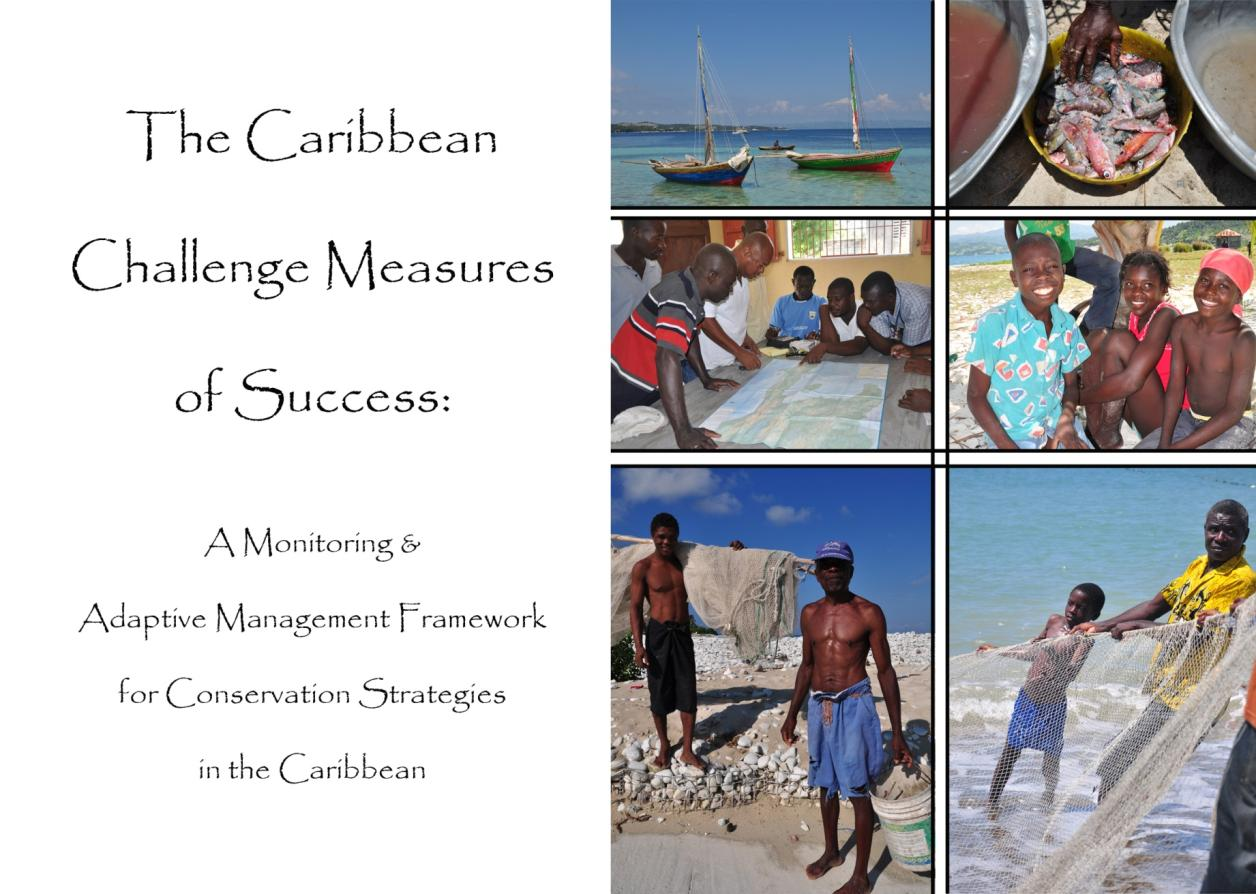 The Caribbean
Challenge Measures
of Success:
A Monitoring &
Adaptive Management Framework
for Conservation Strategies
in the Caribbean